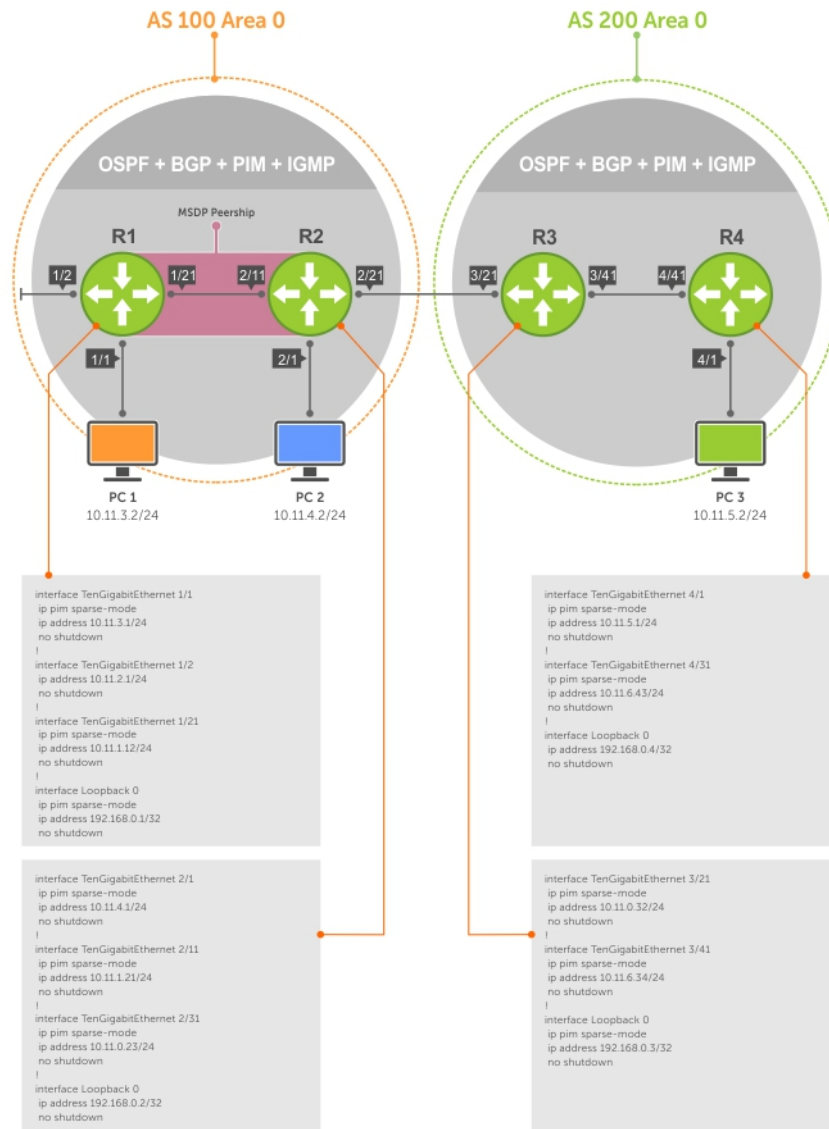 AS 100 Area 0
AS 200 Area 0
OSPF + BGP + PIM + IGMP
OSPF + BGP + PIM + IGMP
MSDP Peership
R1
R2
R3
R4
1/2
1/21
2/11
2/21
3/21
3/41
4/41
1/1
2/1
4/1
PC 1
10.11.3.2/24
PC 2
10.11.4.2/24
PC 3
10.11.5.2/24
interface TenGigabitEthernet 1/1
ip pim sparse-mode
ip address 10.11.3.1/24
no shutdown
!
interface TenGigabitEthernet 1/2
ip address 10.11.2.1/24
no shutdown
!
interface TenGigabitEthernet 1/21
ip pim sparse-mode
ip address 10.11.1.12/24
no shutdown
!
interface Loopback 0
ip pim sparse-mode
ip address 192.168.0.1/32
no shutdown
interface TenGigabitEthernet 4/1
ip pim sparse-mode
ip address 10.11.5.1/24
no shutdown
!
interface TenGigabitEthernet 4/31
ip pim sparse-mode
ip address 10.11.6.43/24
no shutdown
!
interface Loopback 0
ip address 192.168.0.4/32
no shutdown
interface TenGigabitEthernet 2/1
ip pim sparse-mode
ip address 10.11.4.1/24
no shutdown
!
interface TenGigabitEthernet 2/11
ip pim sparse-mode
ip address 10.11.1.21/24
no shutdown
!
interface TenGigabitEthernet 2/31
ip pim sparse-mode
ip address 10.11.0.23/24
no shutdown
!
interface Loopback 0
ip address 192.168.0.2/32
no shutdown
interface TenGigabitEthernet 3/21
ip pim sparse-mode
ip address 10.11.0.32/24
no shutdown
!
interface TenGigabitEthernet 3/41
ip pim sparse-mode
ip address 10.11.6.34/24
no shutdown
!
interface Loopback 0
ip pim sparse-mode
ip address 192.168.0.3/32
no shutdown